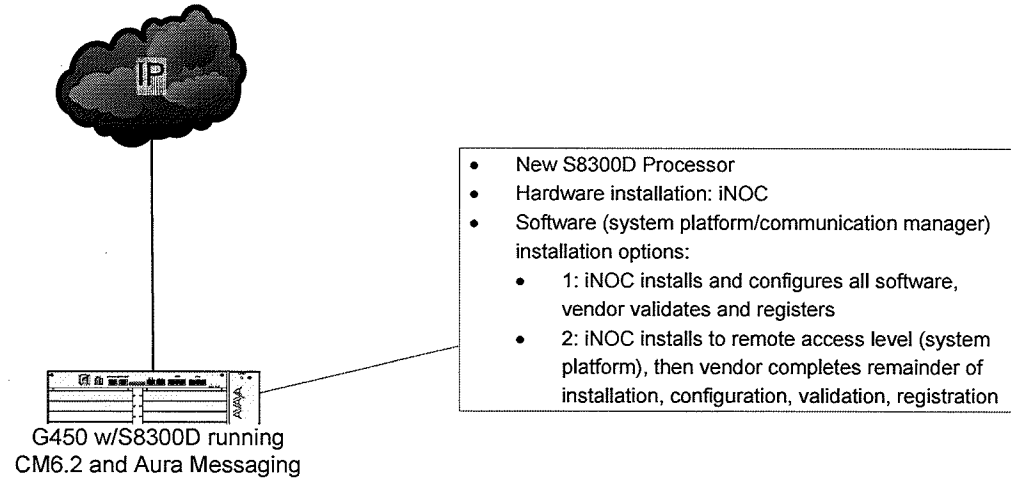 IP
• New S8300D Processor
• Hardware installation: iNOC
• Software (system platform/communication manager)
installation options:
• 1: iNOC installs and configures all software,
vendor validates and registers
• 2: iNOC installs to remote access level (system
platform), then vendor completes remainder of
installation, configuration, validation, registration
AVAYA
G450 w/S8300D running
CM6.2 and Aura Messaging